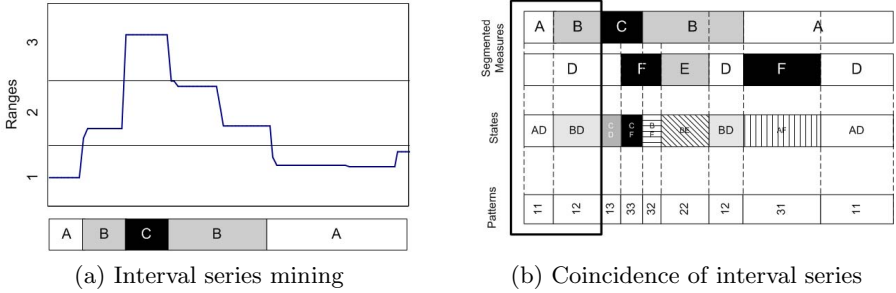 3
2
1
Ranges
A B C B A
(a) Interval series mining
Segmented
Measures
A B C B A
D F E D F D
States
AD BD C
D C
F B
E BE BD AF AD
Patterns
11 12 13 33 32 22 12 31 11
(b) Coincidence of interval series